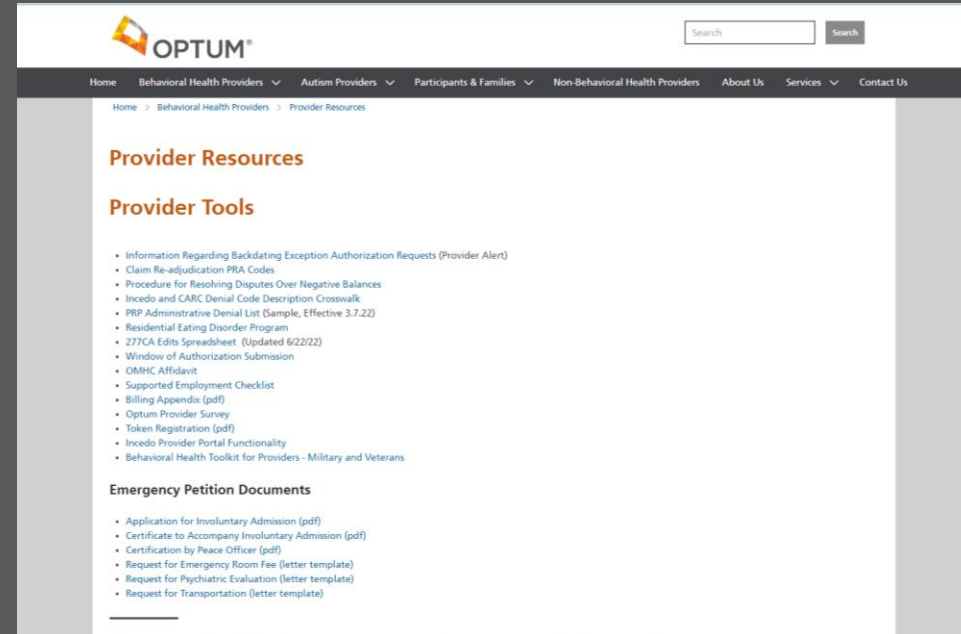 OPTUM®
Search
Search
Home Behavioral Health Providers Autism Providers Participants & Families Non-Behavioral Health Providers About Us Services Contact Us
Home > Behavioral Health Providers > Provider Resources
Provider Resources
Provider Tools
• Information Regarding Backdating Exception Authorization Requests (Provider Alert)
• Claim Re-adjudication PRA Codes
• Procedure for Resolving Disputes Over Negative Balances
• Incedo and CARC Denial Code Description Crosswalk
• PRP Administrative Denial List (Sample, Effective 3.7.22)
• Residential Eating Disorder Program
• 277CA Edits Spreadsheet (Updated 6/22/22)
• Window of Authorization Submission
• OMHC Affidavit
• Supported Employment Checklist
• Billing Appendix (pdf)
• Optum Provider Survey
• Token Registration (pdf)
• Incedo Provider Portal Functionality
• Behavioral Health Toolkit for Providers - Military and Veterans
Emergency Petition Documents
• Application for Involuntary Admission (pdf)
• Certificate to Accompany Involuntary Admission (pdf)
• Certification by Peace Officer (pdf)
• Request for Emergency Room Fee (letter template)
• Request for Psychiatric Evaluation (letter template)
• Request for Transportation (letter template)